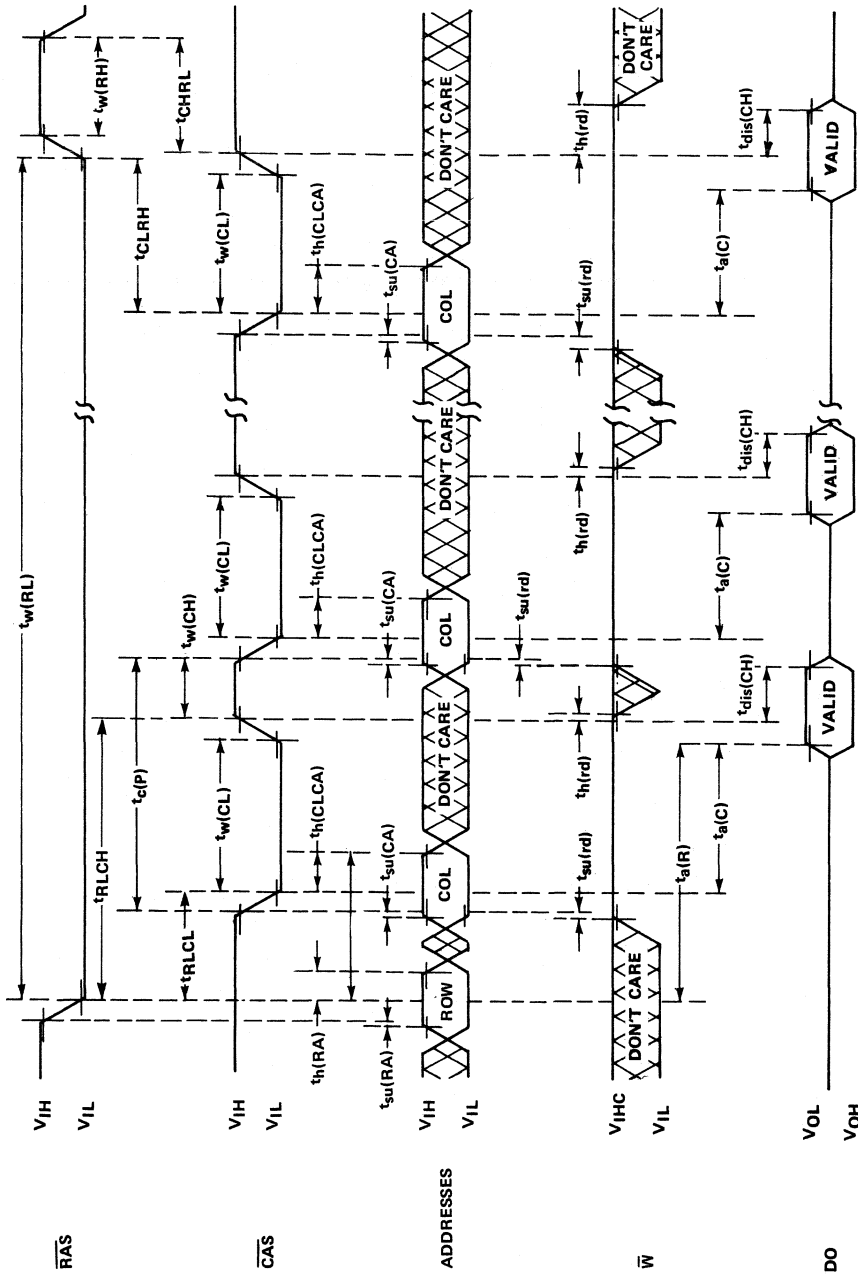 RAS
VIH
VIL
tw(RL)
tw(RH)
tRLCH
tCLRH
tCHRL
tc(P)
tw(CH)
CAS
VIH
VIL
tRLCL
tw(CL)
tw(CL)
tw(CL)
th(RA)
th(CLCA)
th(CLCA)
th(CLCA)
tsu(RA)
tsu(CA)
tsu(CA)
tsu(CA)
ADDRESSES
VIH
VIL
ROW
COL
DON'T CARE
COL
DON'T CARE
COL
DON'T CARE
tsu(rd)
tsu(rd)
tsu(rd)
W
VIHC
VIL
DON'T CARE
th(rd)
th(rd)
th(rd)
DON'T CARE
ta(C)
ta(C)
ta(C)
ta(R)
tdis(CH)
tdis(CH)
tdis(CH)
DO
VOL
VOH
VALID
VALID
VALID